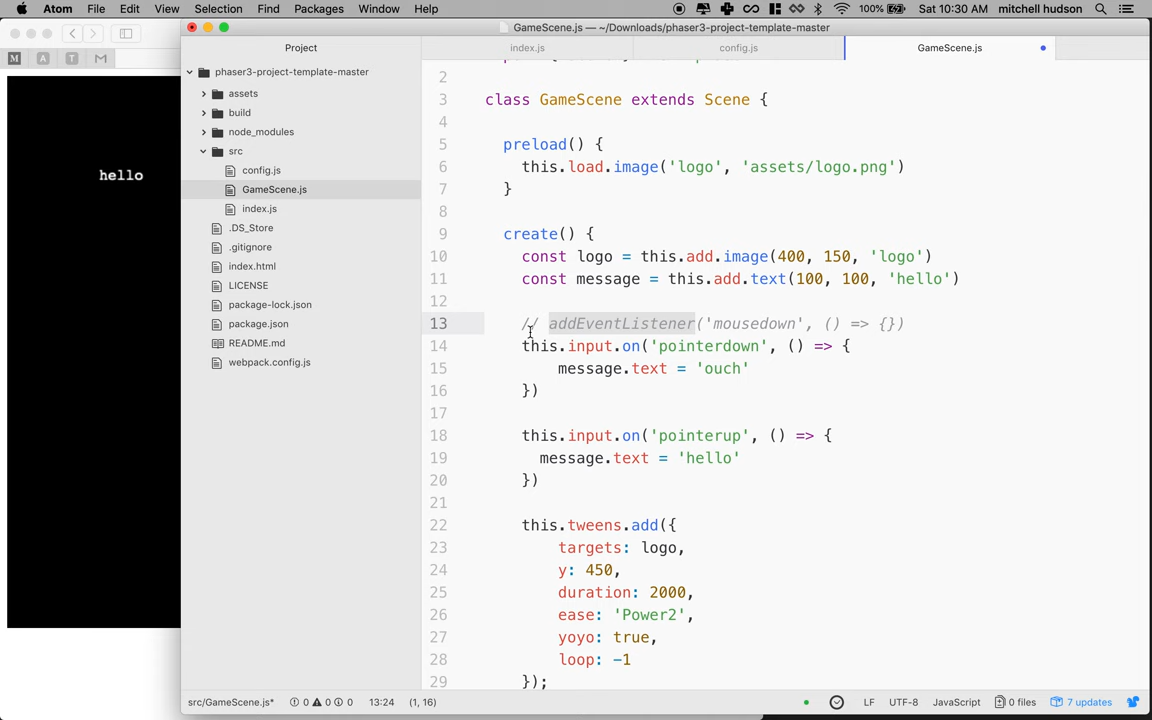 Atom File Edit View Selection Find Packages Window Help 100% Sat 10:30 AM mitchell hudson
GameScene.js — ~/Downloads/phaser3-project-template-master
Project
index.js
config.js
GameScene.js
M A T
phaser3-project-template-master
assets
build
node_modules
src
config.js
GameScene.js
index.js
.DS_Store
.gitignore
index.html
LICENSE
package-lock.json
package.json
README.md
webpack.config.js
hello
2
3 class GameScene extends Scene {
4
5 preload() {
6 this.load.image('logo', 'assets/logo.png')
7 }
8
9 create() {
10 const logo = this.add.image(400, 150, 'logo')
11 const message = this.add.text(100, 100, 'hello')
12
13 // addEventListener('mousedown', () => {})
14 this.input.on('pointerdown', () => {
15 message.text = 'ouch'
16 })
17
18 this.input.on('pointerup', () => {
19 message.text = 'hello'
20 })
21
22 this.tweens.add({
23 targets: logo,
24 y: 450,
25 duration: 2000,
26 ease: 'Power2',
27 yoyo: true,
28 loop: -1
29 });
src/GameScene.js* 0 0 0 13:24 (1, 16) LF UTF-8 JavaScript 0 files 7 updates